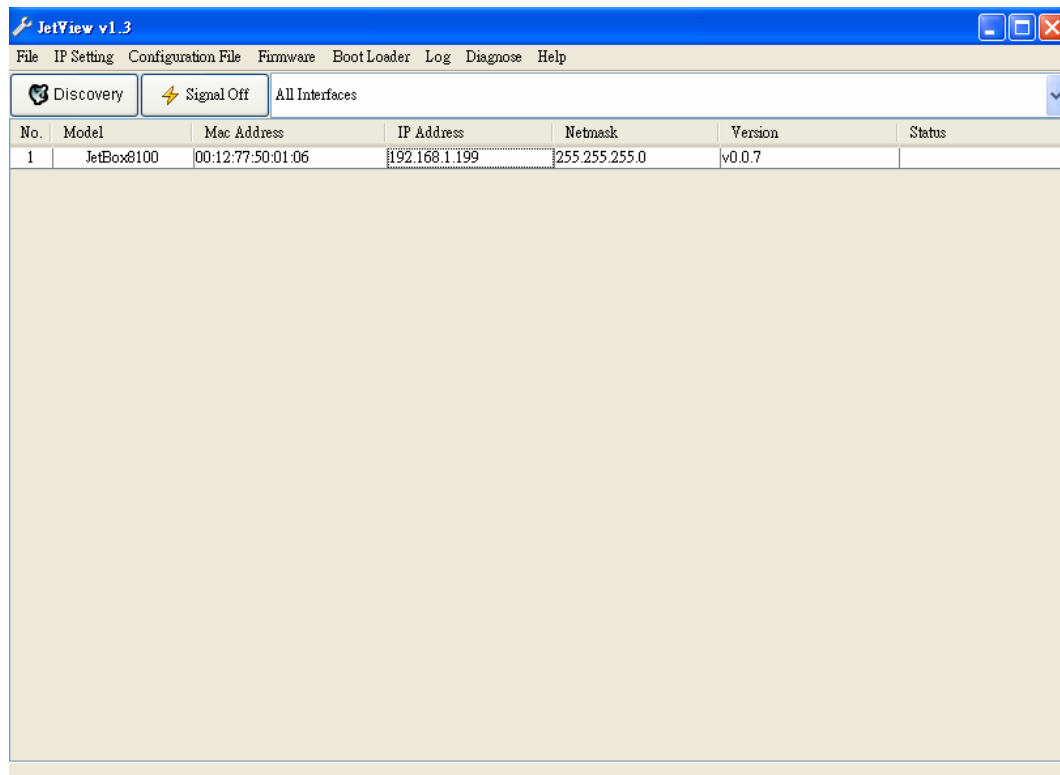 JetView v1.3
File IP Setting Configuration File Firmware Boot Loader Log Diagnose Help
Discovery Signal Off All Interfaces
No. Model Mac Address IP Address Netmask Version Status
1 JetBox8100 00:12:77:50:01:06 192.168.1.199 255.255.255.0 v0.0.7